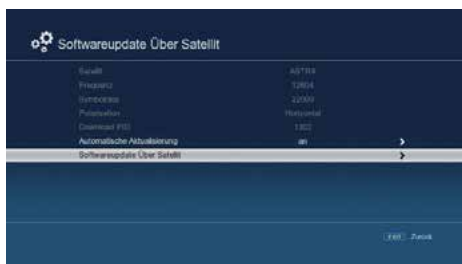 Softwareupdate Über Satellit
Satellit ASTRA
Frequenz 12604
Symbolrate 22000
Polarisation Horizontal
Download PID 1302
Automatische Aktualisierung an
Softwareupdate Über Satellit
Exit Zurück